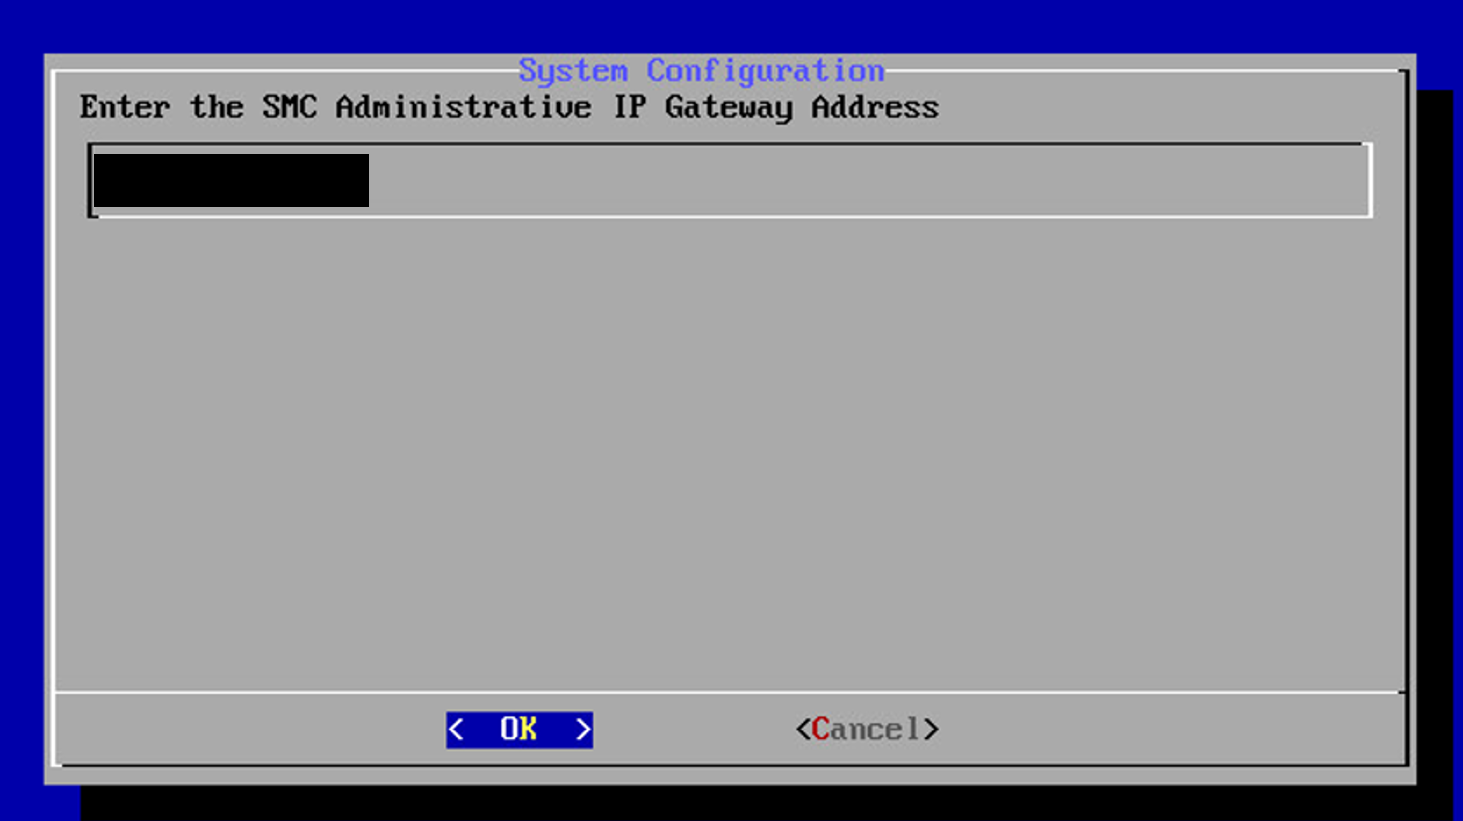 System Configuration
Enter the SMC Administrative IP Gateway Address
< OK > <Cancel>